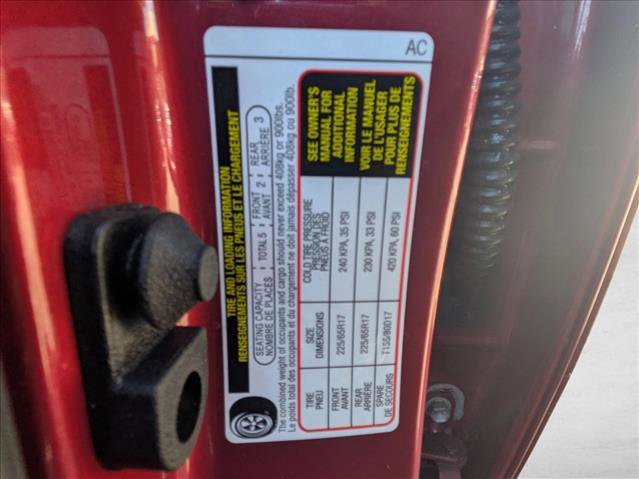 TIRE AND LOADING INFORMATION
RENSEIGNEMENTS SUR LES PNEUS ET LE CHARGEMENT
SEATING CAPACITY TOTAL 5 FRONT 2 REAR 3
NOMBRE DE PLACES AVANT ARRIÈRE
The combined weight of occupants and cargo should never exceed 408kg or 900lbs.
Le poids total des occupants et du chargement ne doit jamais dépasser 408kg ou 900lb.
TIRE SIZE COLD TIRE PRESSURE
PNEU DIMENSIONS PRESSION DES
PNEUS À FROID
FRONT 225/65R17 240 KPA, 35 PSI
AVANT
REAR 225/65R17 230 KPA, 33 PSI
ARRIÈRE
SPARE T155/80D17 420 KPA, 60 PSI
DE SECOURS
SEE OWNER'S
MANUAL FOR
ADDITIONAL
INFORMATION
VOIR LE MANUEL
DE L'USAGER
POUR PLUS DE
RENSEIGNEMENTS
AC